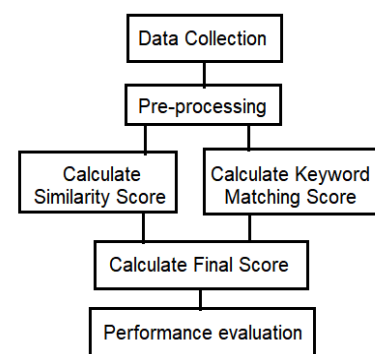 Data Collection
Pre-processing
Calculate
Similarity Score
Calculate Keyword
Matching Score
Calculate Final Score
Performance evaluation